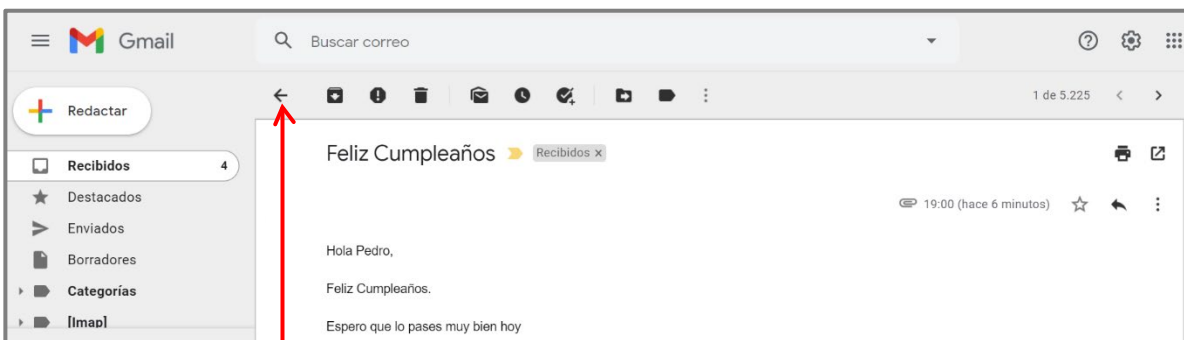 Gmail
Buscar correo
Redactar
1 de 5.225
Recibidos 4
Feliz Cumpleaños Recibidos x
Destacados
19:00 (hace 6 minutos)
Enviados
Borradores
Hola Pedro,
Categorías
Feliz Cumpleaños.
[Imap]
Espero que lo pases muy bien hoy